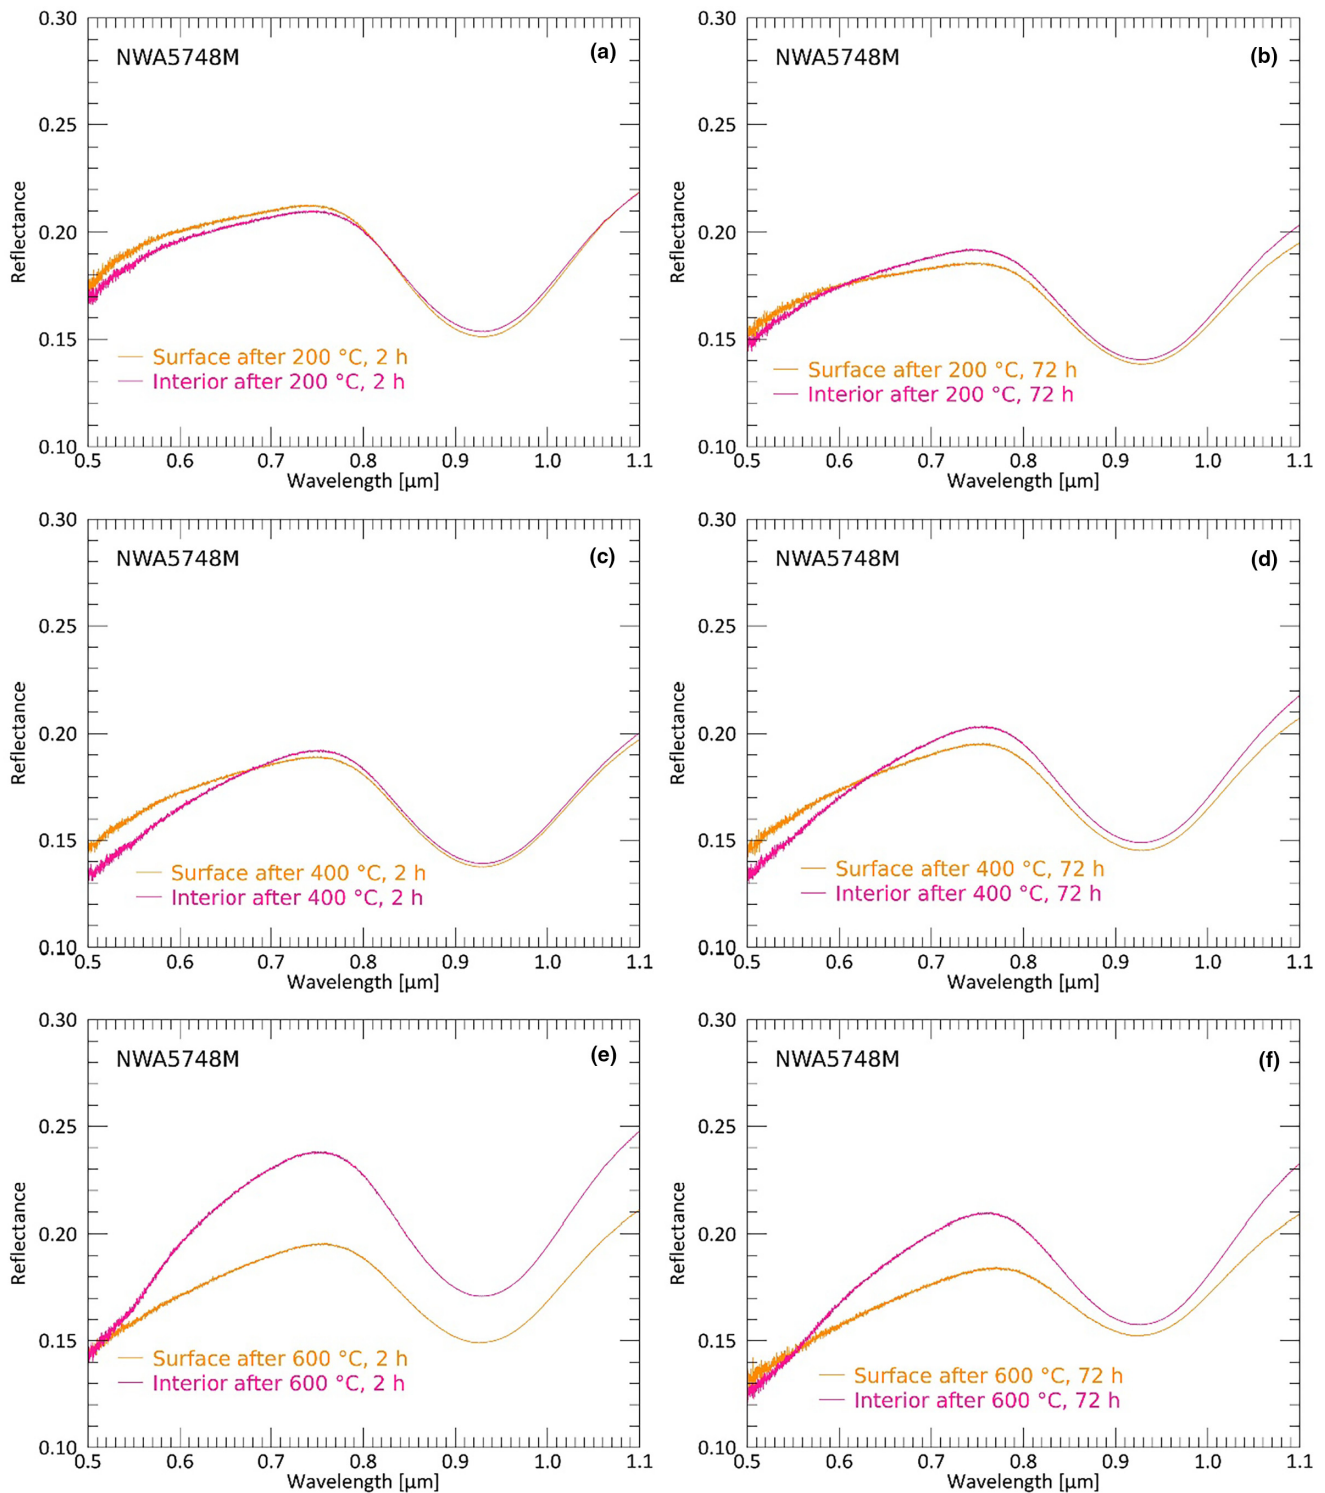 NWA5748M
(a)
0.30
0.25
0.20
0.15
0.10
Reflectance
Surface after 200 °C, 2 h
Interior after 200 °C, 2 h
0.5 0.6 0.7 0.8 0.9 1.0 1.1
Wavelength [µm]
NWA5748M
(b)
0.30
0.25
0.20
0.15
0.10
Reflectance
Surface after 200 °C, 72 h
Interior after 200 °C, 72 h
0.5 0.6 0.7 0.8 0.9 1.0 1.1
Wavelength [µm]
NWA5748M
(c)
0.30
0.25
0.20
0.15
0.10
Reflectance
Surface after 400 °C, 2 h
Interior after 400 °C, 2 h
0.5 0.6 0.7 0.8 0.9 1.0 1.1
Wavelength [µm]
NWA5748M
(d)
0.30
0.25
0.20
0.15
0.10
Reflectance
Surface after 400 °C, 72 h
Interior after 400 °C, 72 h
0.5 0.6 0.7 0.8 0.9 1.0 1.1
Wavelength [µm]
NWA5748M
(e)
0.30
0.25
0.20
0.15
0.10
Reflectance
Surface after 600 °C, 2 h
Interior after 600 °C, 2 h
0.5 0.6 0.7 0.8 0.9 1.0 1.1
Wavelength [µm]
NWA5748M
(f)
0.30
0.25
0.20
0.15
0.10
Reflectance
Surface after 600 °C, 72 h
Interior after 600 °C, 72 h
0.5 0.6 0.7 0.8 0.9 1.0 1.1
Wavelength [µm]